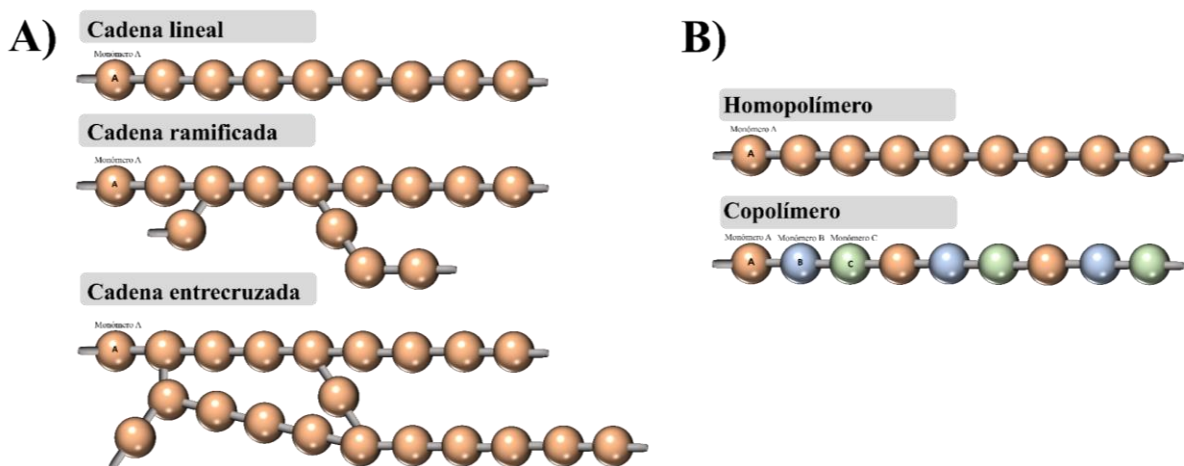 A)
Cadena lineal
Monómero A
A
Cadena ramificada
Monómero A
A
Cadena entrecruzada
Monómero A
A
B)
Homopolímero
Monómero A
A
Copolímero
Monómero A Monómero B Monómero C
A B C